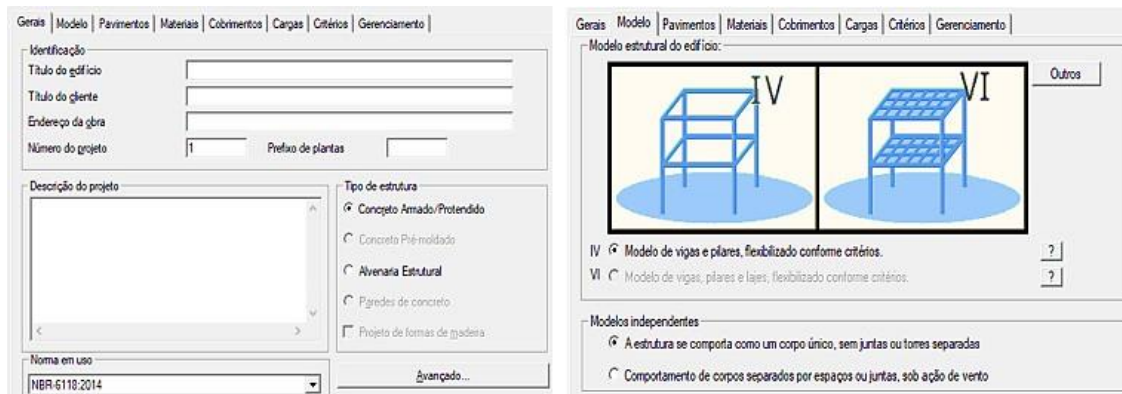 Gerais Modelo Pavimentos Materiais Cobrimentos Cargas Critérios Gerenciamento
Identificação
Título do edifício
Título do cliente
Endereço da obra
Número do projeto 1 Prefixo de plantas
Descrição do projeto
Tipo de estrutura
Concreto Armado/Protendido
Concreto Pré-moldado
Alvenaria Estrutural
Paredes de concreto
Projeto de formas de madeira
Norma em uso
NBR-6118:2014
Avançado...
Gerais Modelo Pavimentos Materiais Cobrimentos Cargas Critérios Gerenciamento
Modelo estrutural do edifício:
IV
VI
Outros
IV Modelo de vigas e pilares, flexibilizado conforme critérios. ?
VI Modelo de vigas, pilares e lajes, flexibilizado conforme critérios. ?
Modelos independentes
A estrutura se comporta como um corpo único, sem juntas ou torres separadas
Comportamento de corpos separados por espaços ou juntas, sob ação de vento